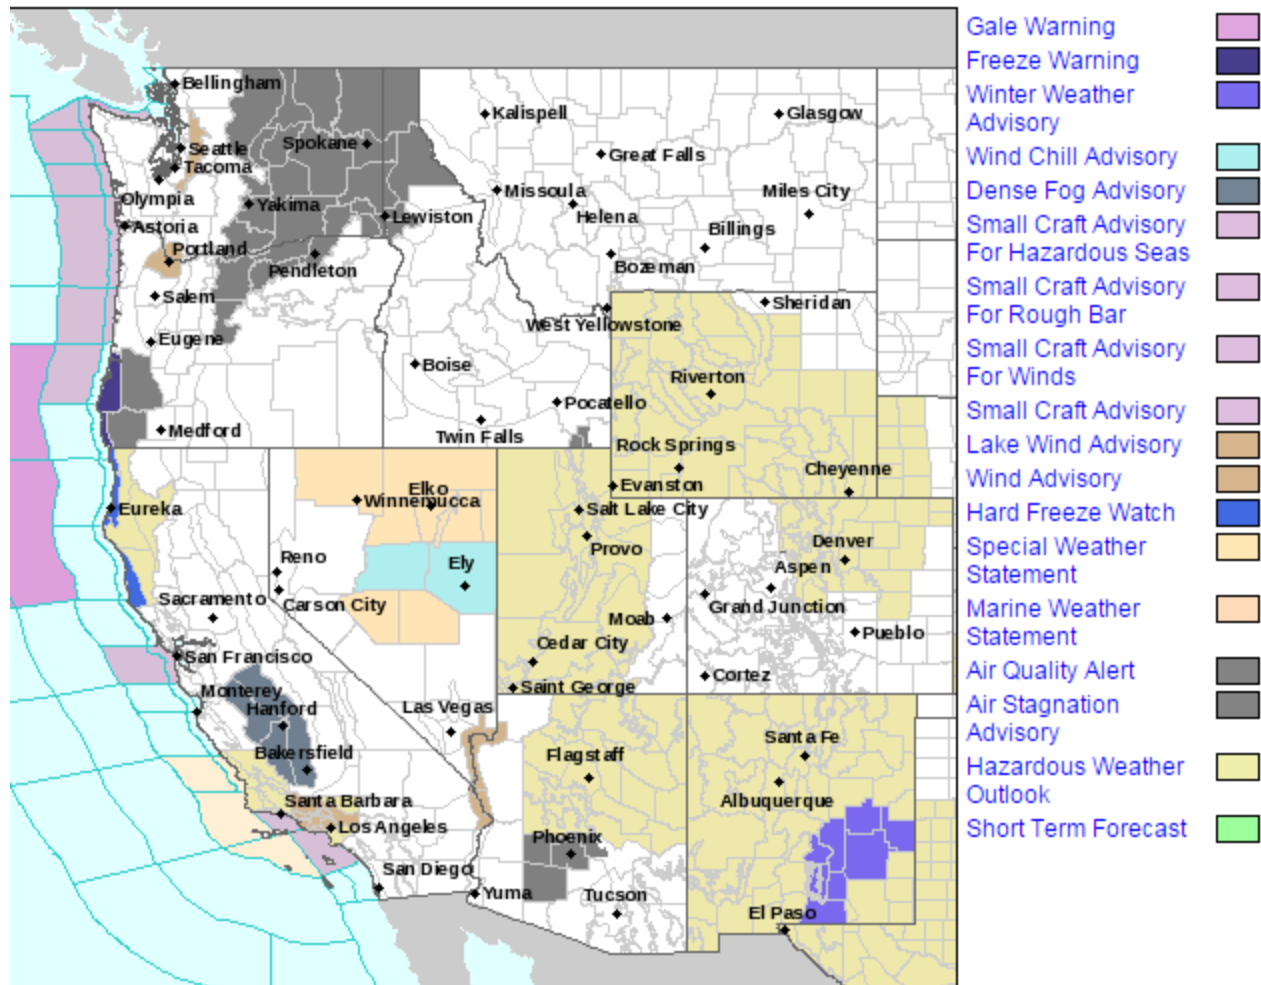 Bellingham
Seattle
Tacoma
Olympia
Astoria
Portland
Salem
Eugene
Medford
Spokane
Yakima
Lewiston
Pendleton
Kalispell
Glasgow
Great Falls
Missoula
Helena
Miles City
Billings
Bozeman
West Yellowstone
Sheridan
Boise
Pocatello
Twin Falls
Riverton
Rock Springs
Cheyenne
Evanston
Eureka
Elko
Winnemucca
Reno
Ely
Carson City
Sacramento
San Francisco
Monterey
Hanford
Bakersfield
Las Vegas
Salt Lake City
Provo
Moab
Cedar City
Saint George
Denver
Aspen
Grand Junction
Pueblo
Cortez
Santa Barbara
Los Angeles
San Diego
Yuma
Flagstaff
Phoenix
Tucson
Santa Fe
Albuquerque
El Paso
Gale Warning
Freeze Warning
Winter Weather
Advisory
Wind Chill Advisory
Dense Fog Advisory
Small Craft Advisory
For Hazardous Seas
Small Craft Advisory
For Rough Bar
Small Craft Advisory
For Winds
Small Craft Advisory
Lake Wind Advisory
Wind Advisory
Hard Freeze Watch
Special Weather
Statement
Marine Weather
Statement
Air Quality Alert
Air Stagnation
Advisory
Hazardous Weather
Outlook
Short Term Forecast